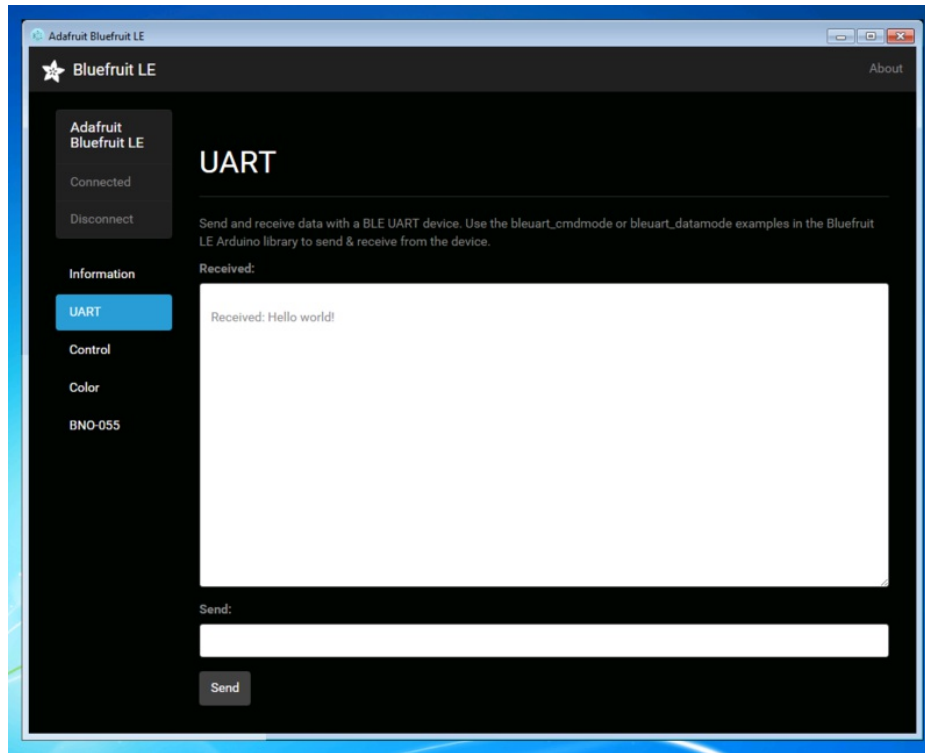 Adafruit Bluefruit LE
Bluefruit LE
About
Adafruit
Bluefruit LE
Connected
Disconnect
Information
UART
Control
Color
BNO-055
UART
Send and receive data with a BLE UART device. Use the bleuart_cmdmode or bleuart_datamode examples in the Bluefruit
LE Arduino library to send & receive from the device.
Received:
Received: Hello world!
Send:
Send